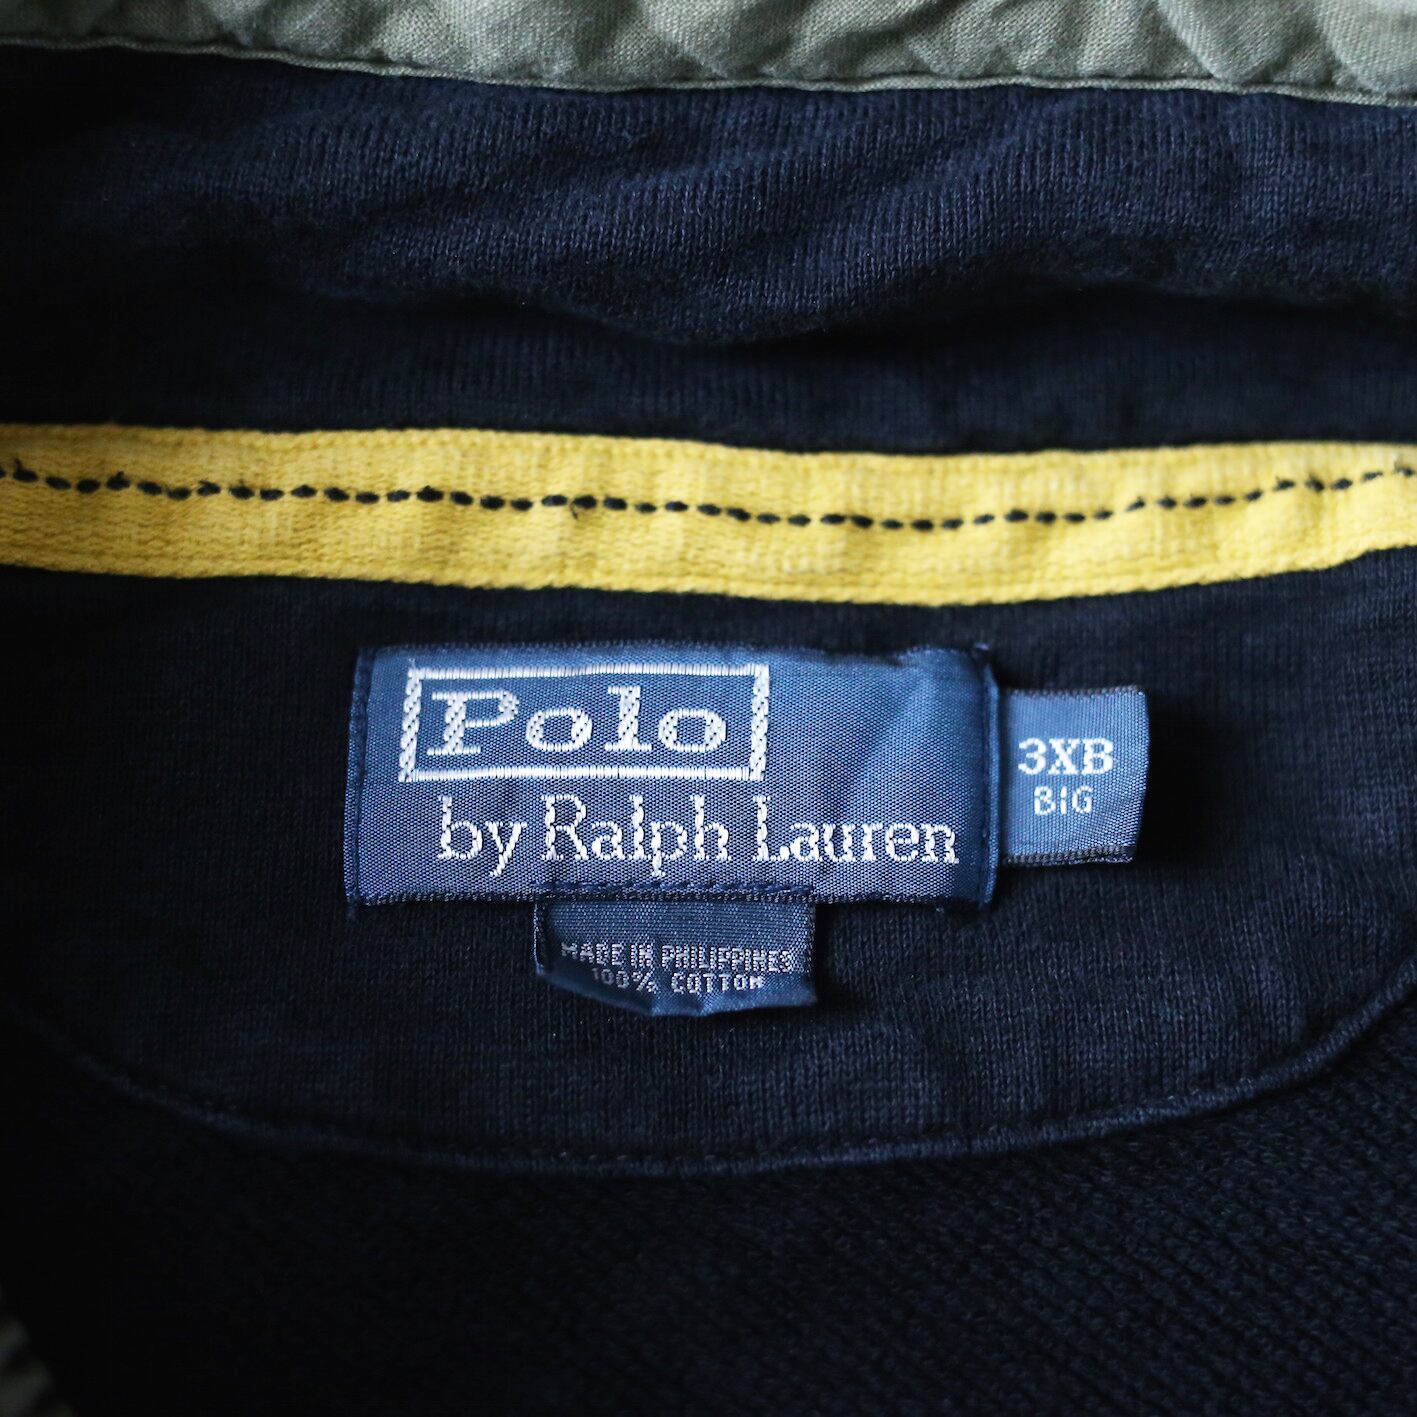 Polo
by Ralph Lauren
3XB
BIG
MADE IN PHILIPPINES
100% COTTON